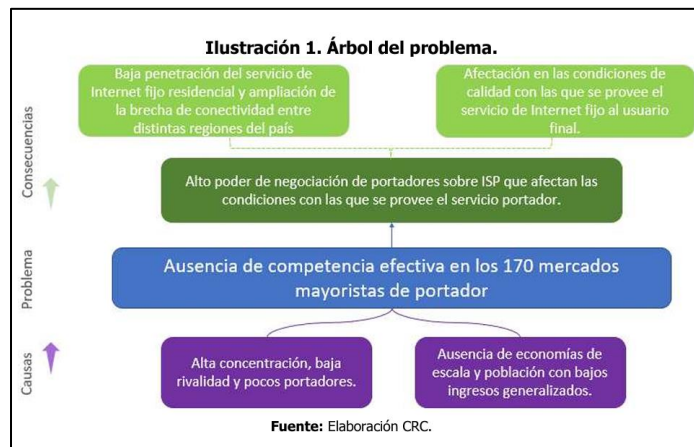 Ilustración 1. Árbol del problema.
Baja penetración del servicio de
Internet fijo residencial y ampliación de
la brecha de conectividad entre
distintas regiones del país
Afectación en las condiciones de
calidad con las que se provee el
servicio de Internet fijo al usuario
final.
Consecuencias
Alto poder de negociación de portadores sobre ISP que afectan las
condiciones con las que se provee el servicio portador.
Problema
Ausencia de competencia efectiva en los 170 mercados
mayoristas de portador
Causas
Alta concentración, baja
rivalidad y pocos portadores.
Ausencia de economías de
escala y población con bajos
ingresos generalizados.
Fuente: Elaboración CRC.